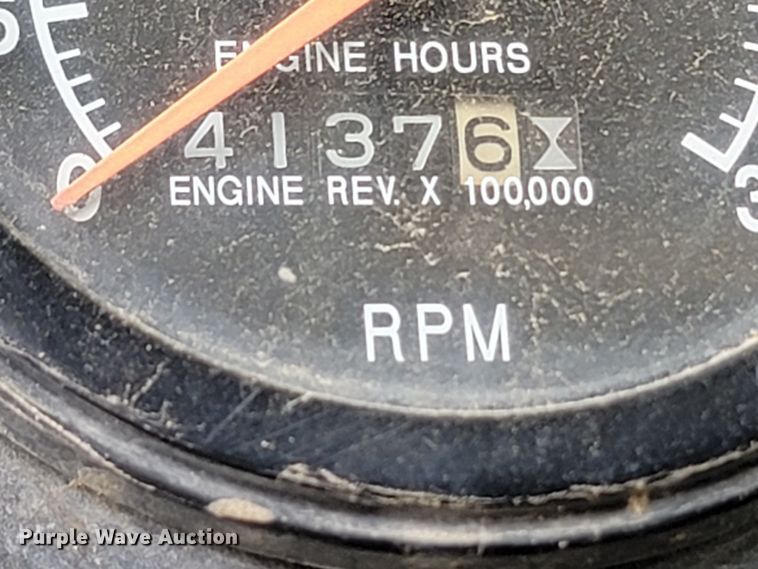 ENGINE HOURS
41376
ENGINE REV. X 100,000
0
3
RPM
Purple Wave Auction